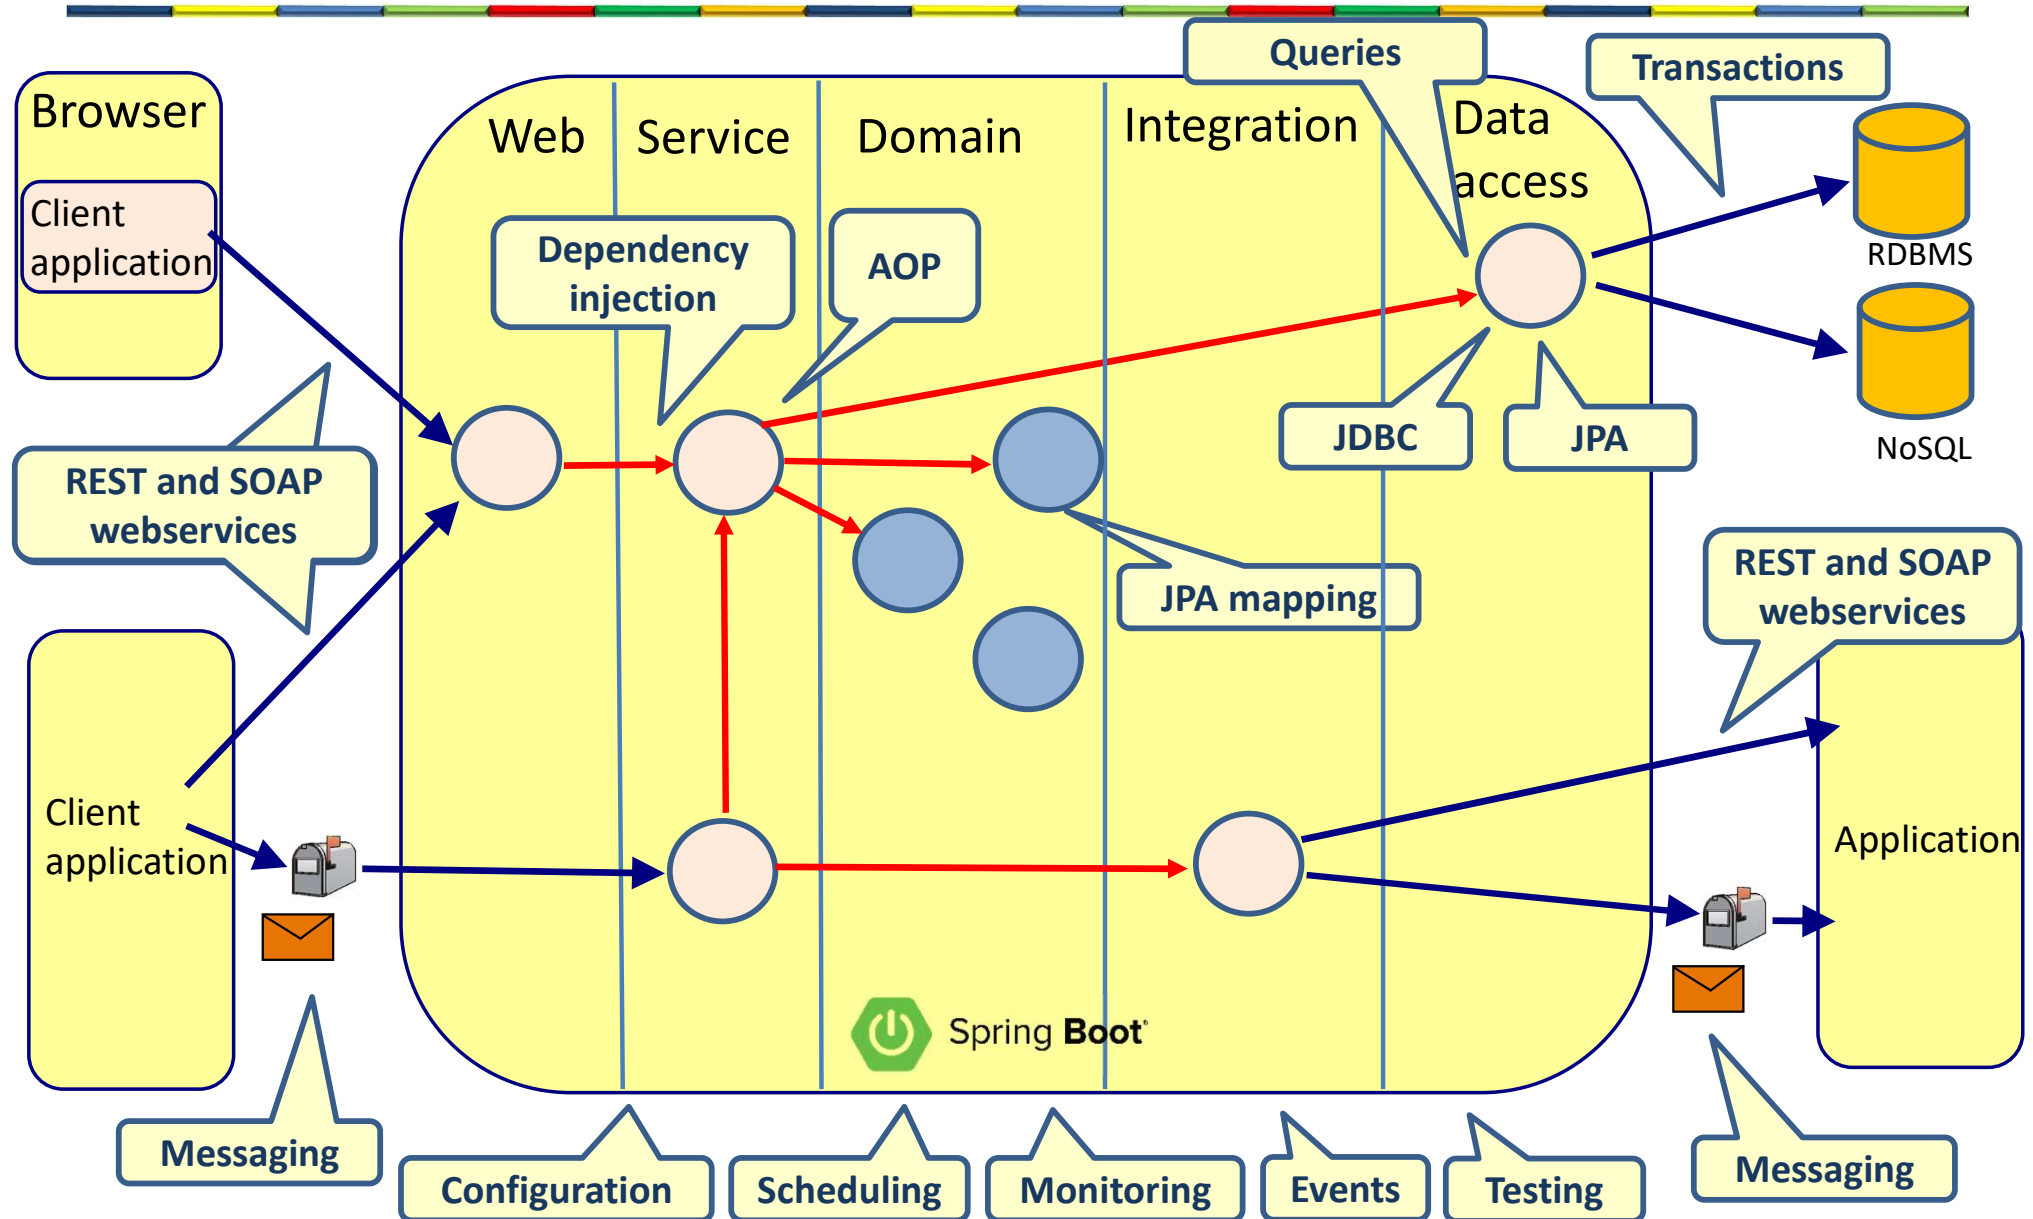 Queries
Transactions
Browser
Web
Service
Domain
Integration
Data
access
Client
application
Dependency
injection
AOP
RDBMS
JDBC
JPA
NoSQL
REST and SOAP
webservices
JPA mapping
REST and SOAP
webservices
Client
application
Application
Spring Boot
Messaging
Configuration
Scheduling
Monitoring
Events
Testing
Messaging